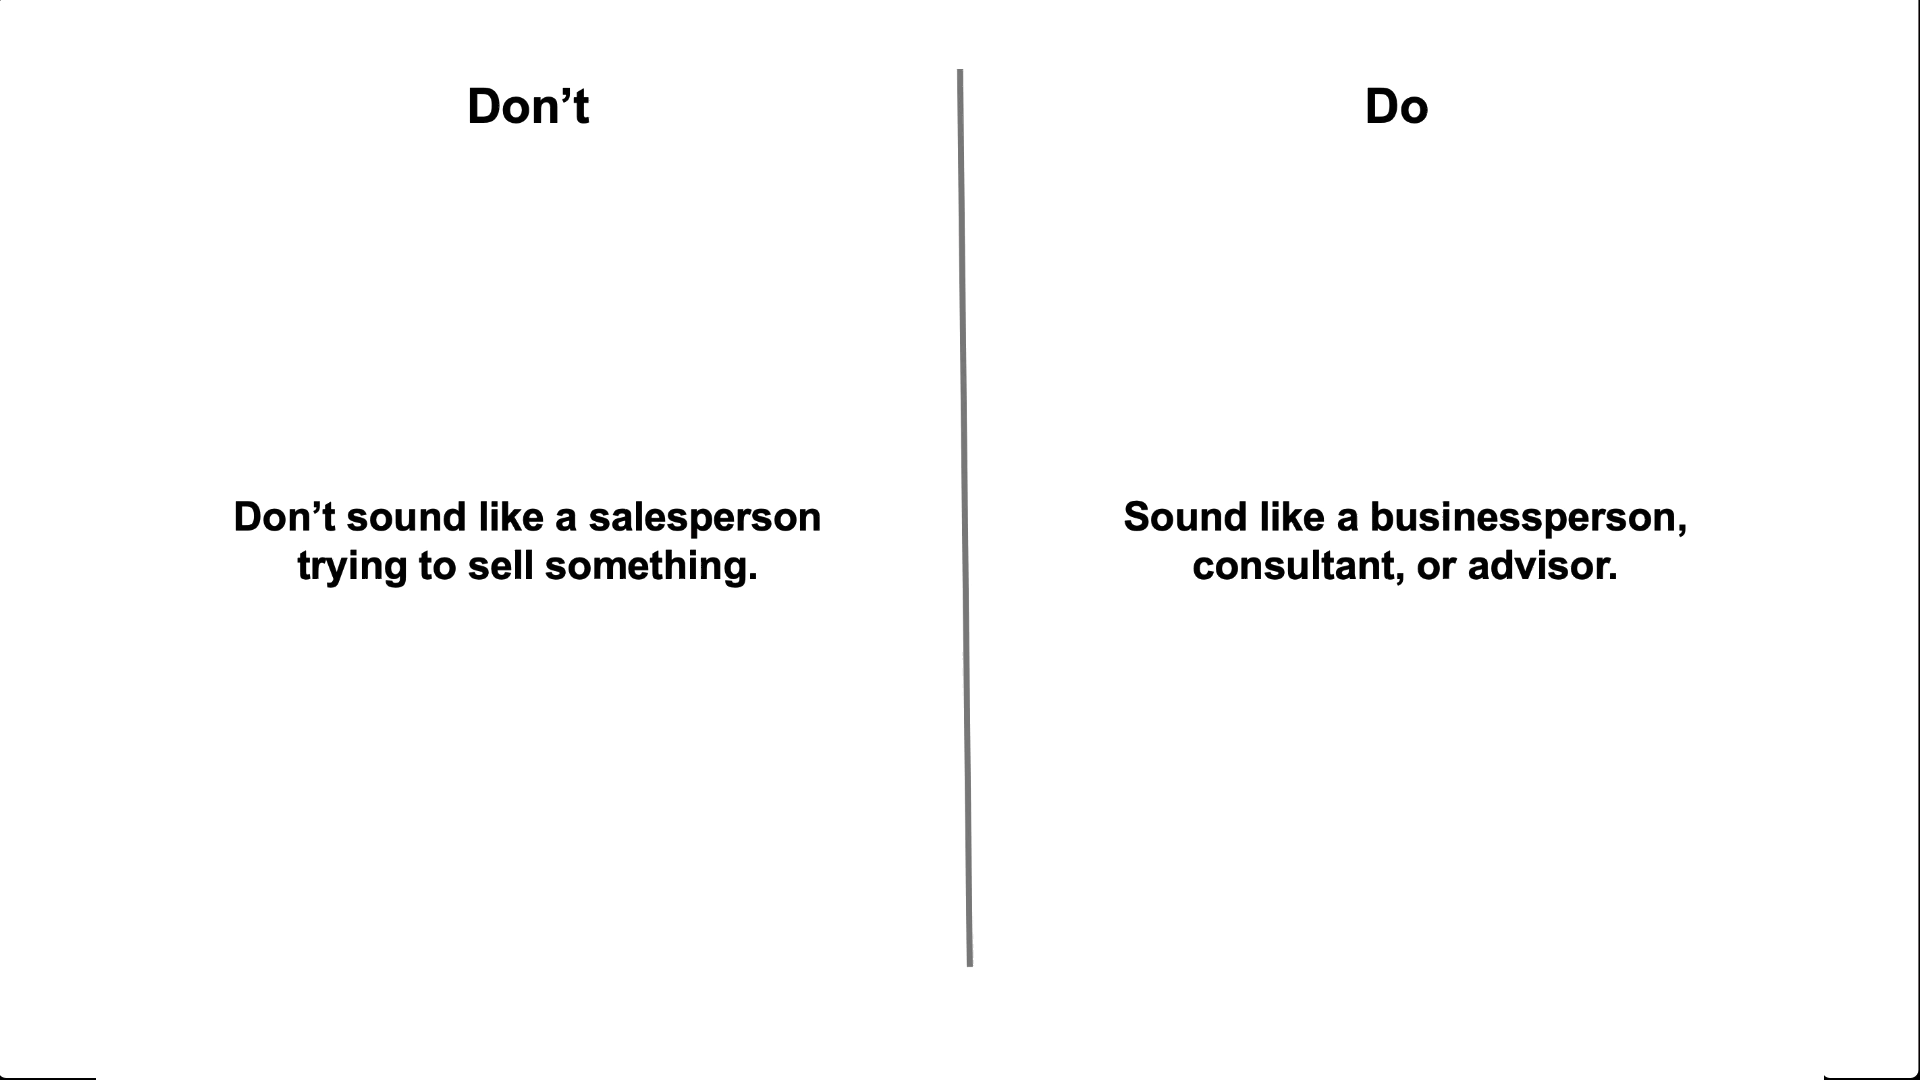 Don’t
Don’t sound like a salesperson
trying to sell something.
Do
Sound like a businessperson,
consultant, or advisor.